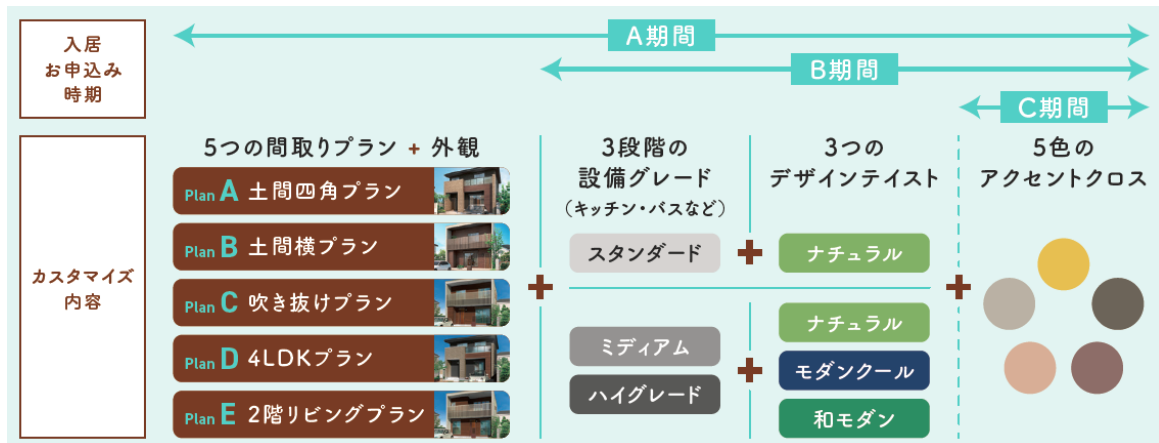 入居
お申込み
時期
A期間
B期間
C期間
カスタマイズ
内容
5つの間取りプラン + 外観
Plan A 土間四角プラン
Plan B 土間横プラン
Plan C 吹き抜けプラン
Plan D 4LDKプラン
Plan E 2階リビングプラン
+
3段階の
設備グレード
(キッチン・バスなど)
スタンダード
ミディアム
ハイグレード
+
+
3つの
デザインテイスト
ナチュラル
ナチュラル
モダンクール
和モダン
+
5色の
アクセントクロス